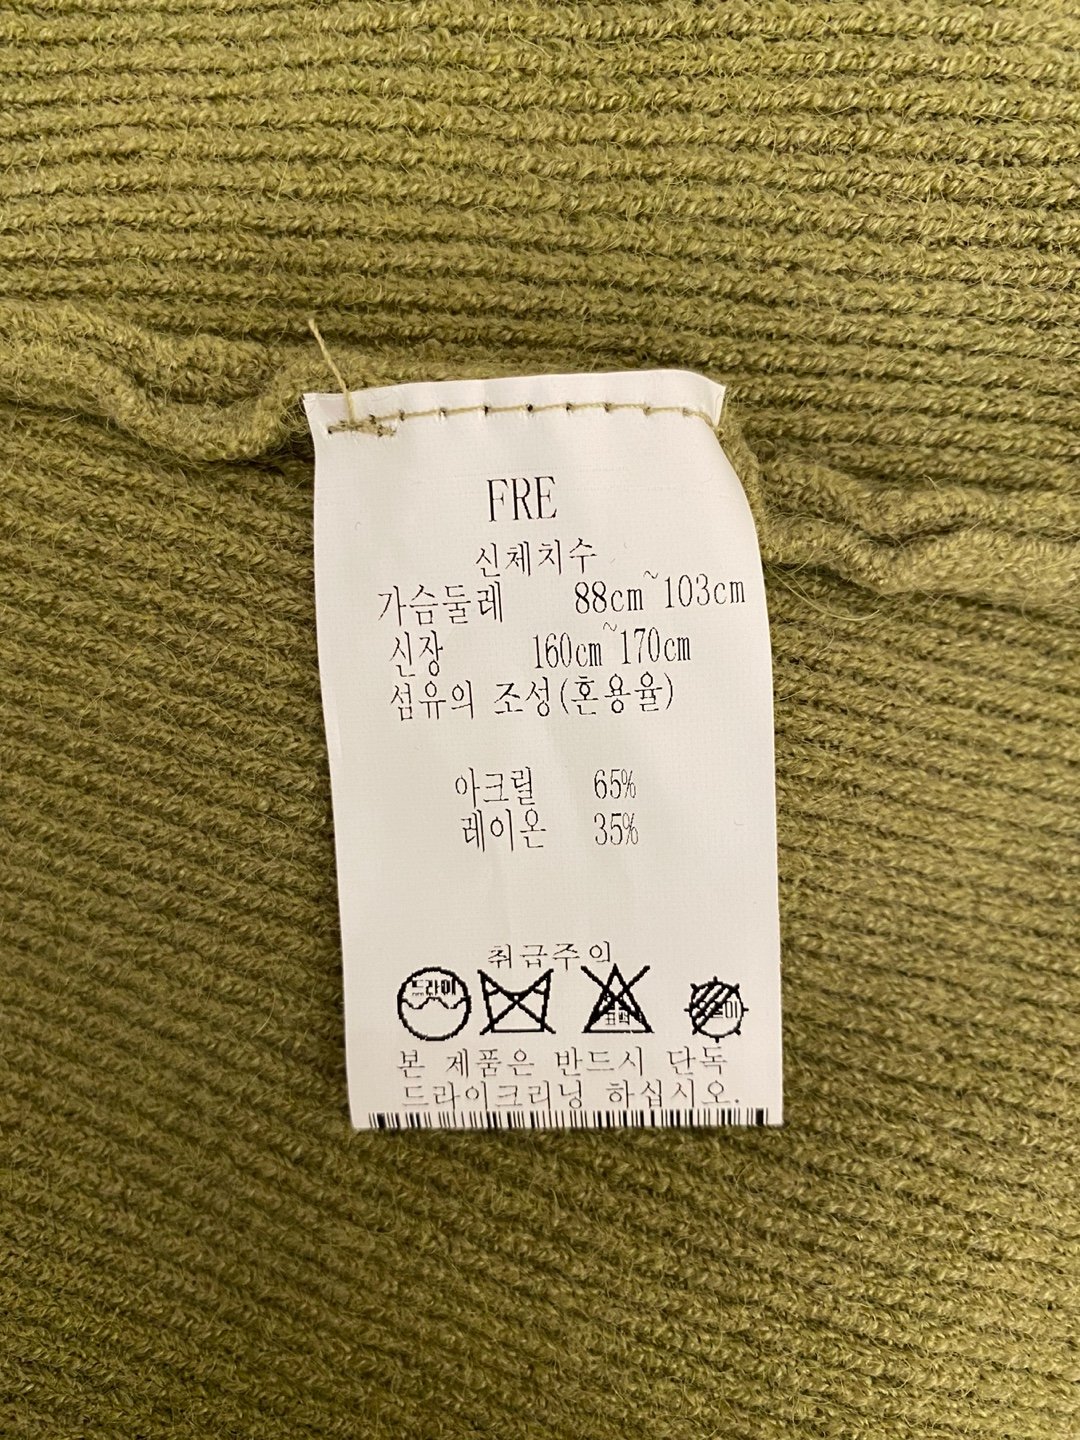 FRE
신체치수
가슴둘레 88cm~103cm
신장 160cm~170cm
섬유의 조성(혼용율)
아크릴 65%
레이온 35%
취급주의
드라이 표백
본 제품은 반드시 단독
드라이크리닝 하십시오.